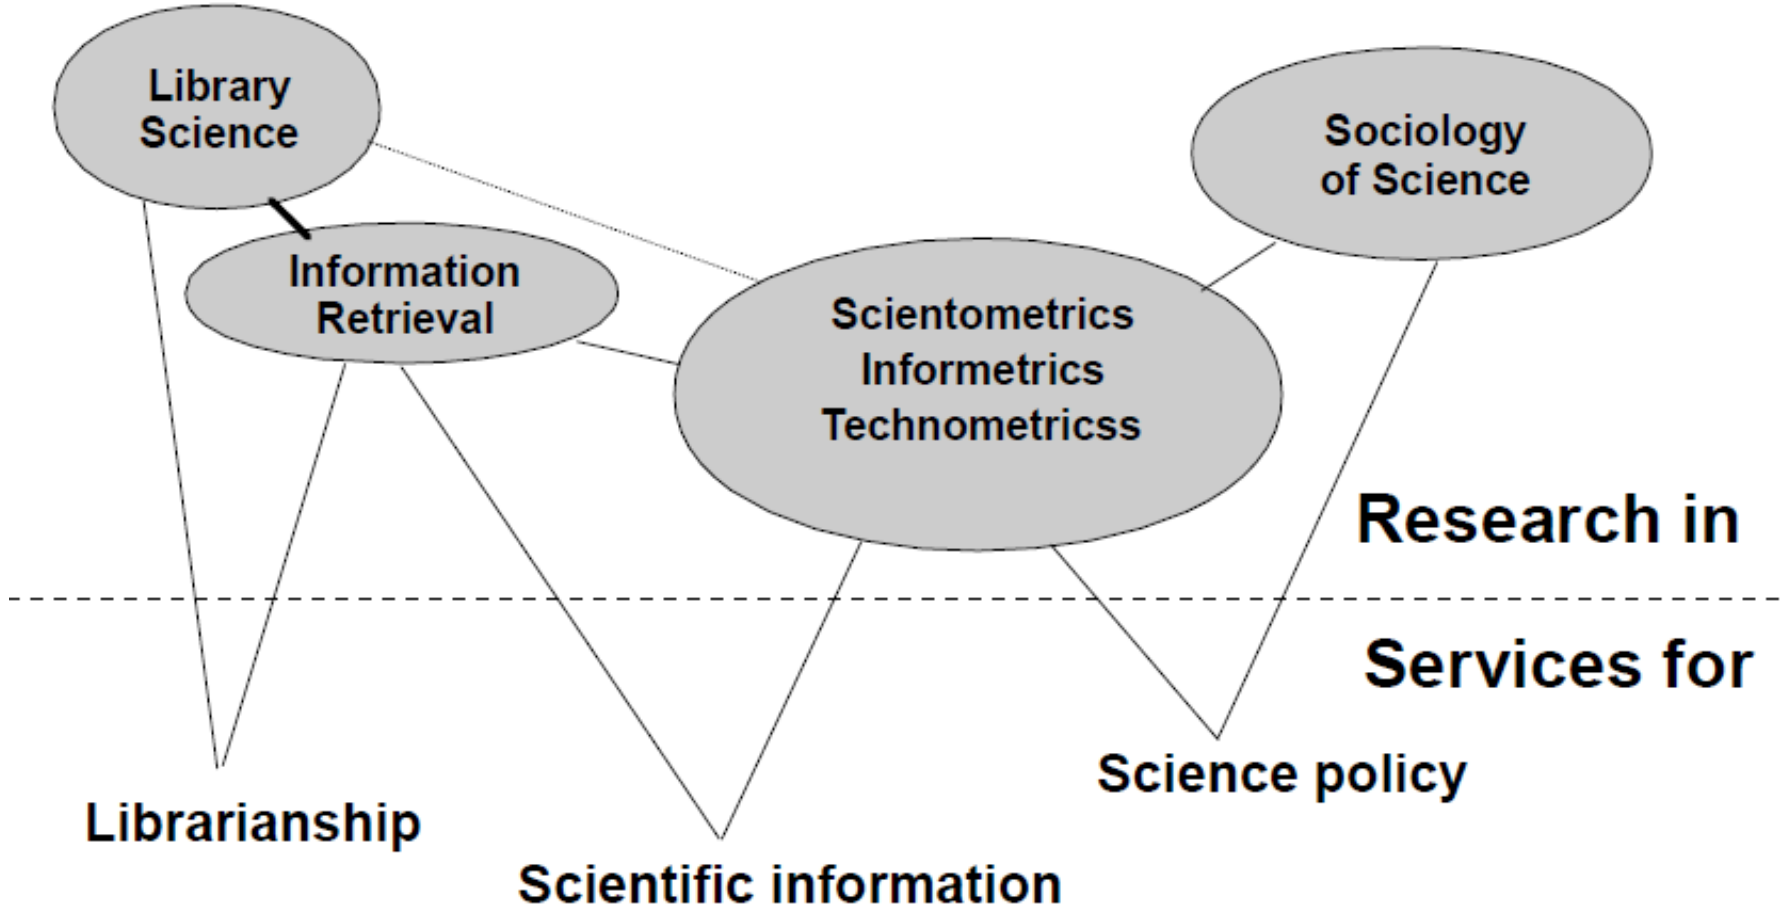 Library
Science
Sociology
of Science
Information
Retrieval
Scientometrics
Informetrics
Technometricss
Research in
Services for
Science policy
Librarianship
Scientific information